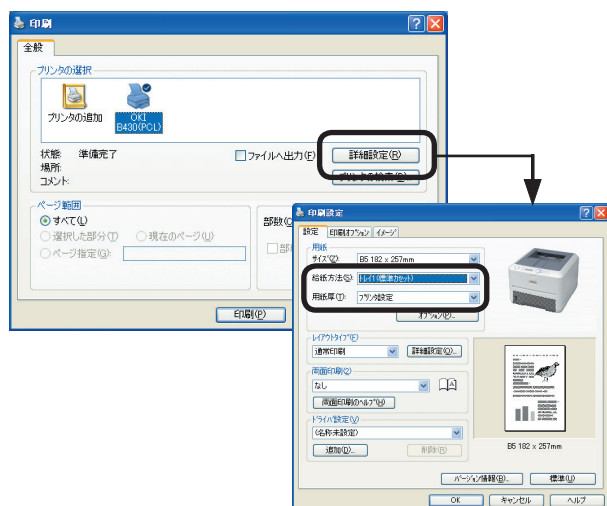 印刷
全般
プリンタの選択
プリンタの追加
OKI
B430(PCL)
状態: 準備完了
場所:
コメント:
ファイルへ出力(F)
詳細設定(R)
ページ範囲
すべて(L)
選択した部分(T)
現在のページ(U)
ページ指定(G):
部数(C
部
印刷(P)
印刷設定
設定
印刷オプション
イメージ
用紙
サイズ(Z):
B5 182 x 257mm
給紙方法(S):
トレイ1(標準カセット)
用紙厚(T):
プリンタ設定
オプション(P)...
レイアウトタイプ(E)
通常印刷
詳細設定(Q)...
両面印刷(2)
なし
両面印刷のヘルプ(H)
ドライバ設定(V)
(名称未設定)
追加(D)...
削除(R)
B5 182 x 257mm
バージョン情報(B)...
標準(U)
OK
キャンセル
ヘルプ